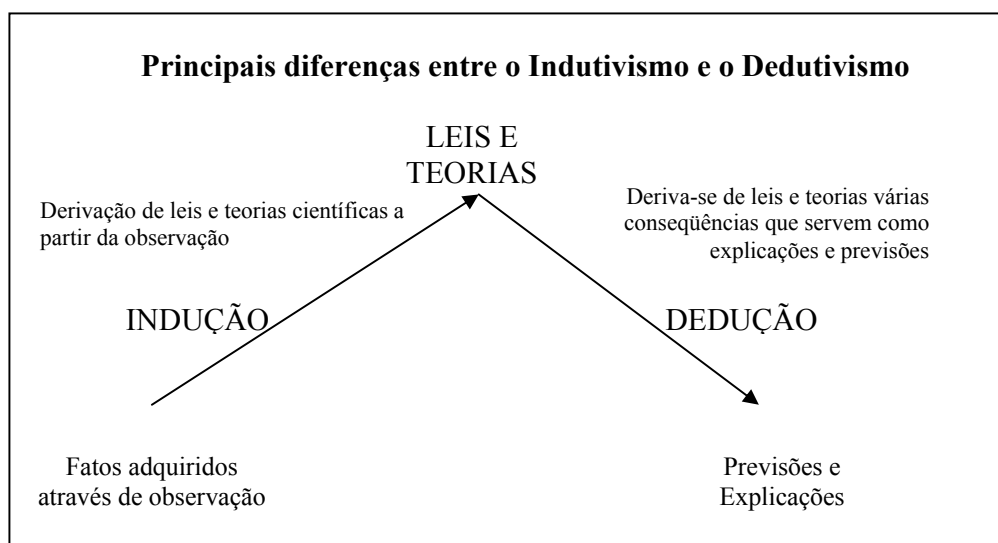 Principais diferenças entre o Indutivismo e o Dedutivismo
LEIS E
TEORIAS
Derivação de leis e teorias científicas a
partir da observação
Deriva-se de leis e teorias várias
conseqüências que servem como
explicações e previsões
INDUÇÃO
DEDUÇÃO
Fatos adquiridos
através de observação
Previsões e
Explicações